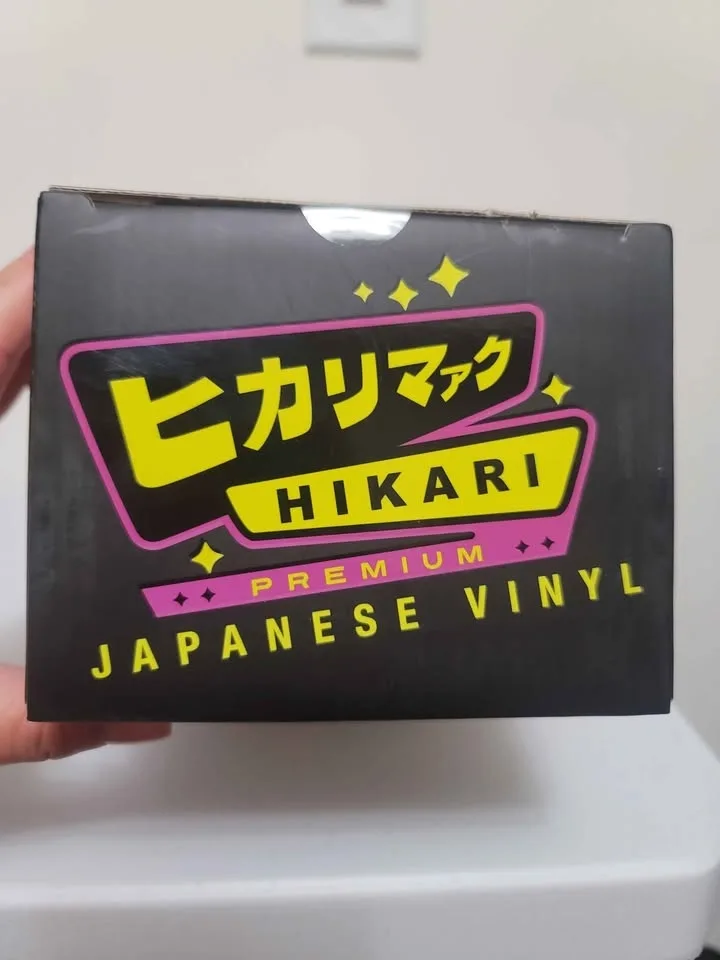 ヒカリマァク
HIKARI
PREMIUM
JAPANESE VINYL